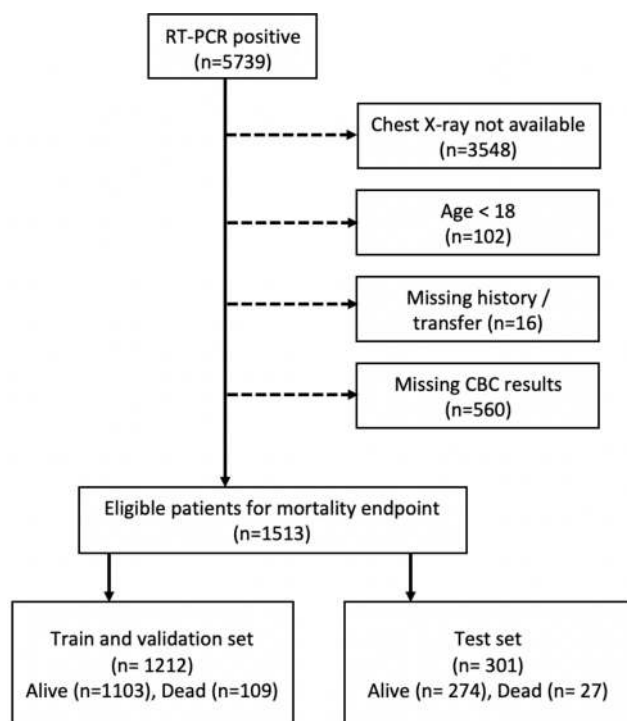 RT-PCR positive
(n=5739)
Chest X-ray not available
(n=3548)
Age < 18
(n=102)
Missing history /
transfer (n=16)
Missing CBC results
(n=560)
Eligible patients for mortality endpoint
(n=1513)
Train and validation set
(n= 1212)
Alive (n=1103), Dead (n=109)
Test set
(n= 301)
Alive (n= 274), Dead (n= 27)